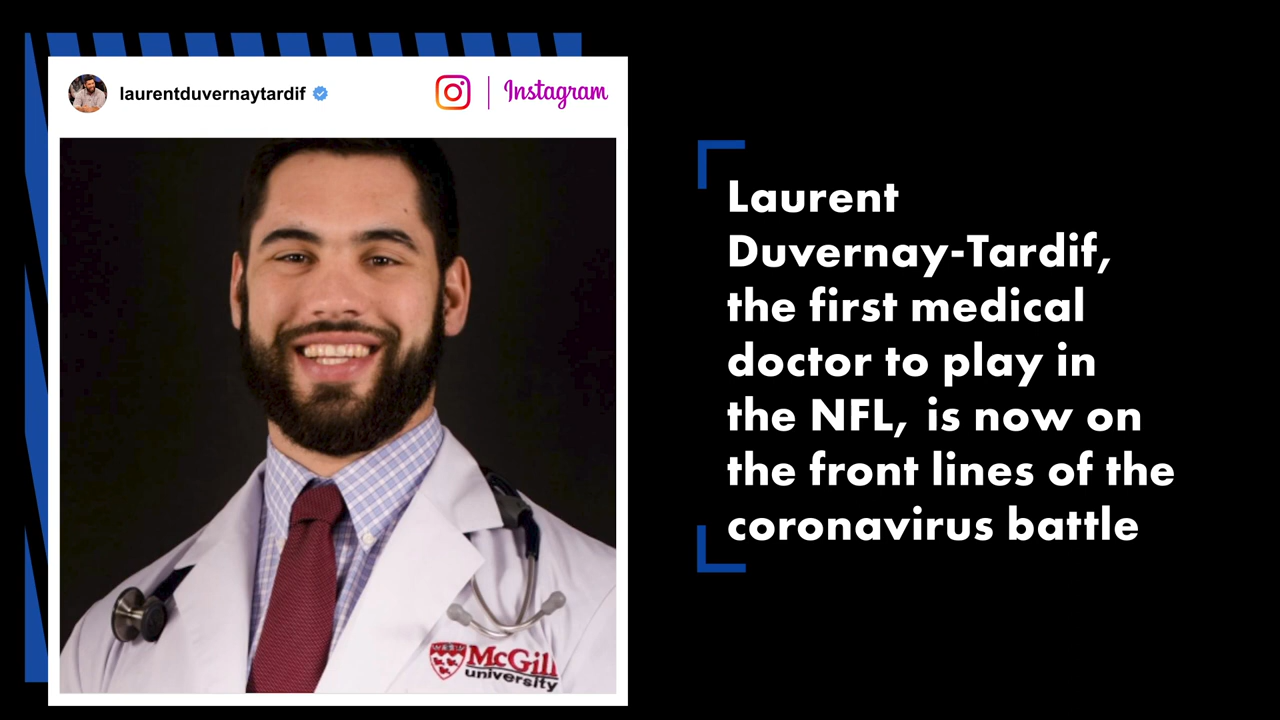 laurentduvernaytardif
Instagram
Laurent
Duvernay-Tardif,
the first medical
doctor to play in
the NFL, is now on
the front lines of the
coronavirus battle
McGill
university